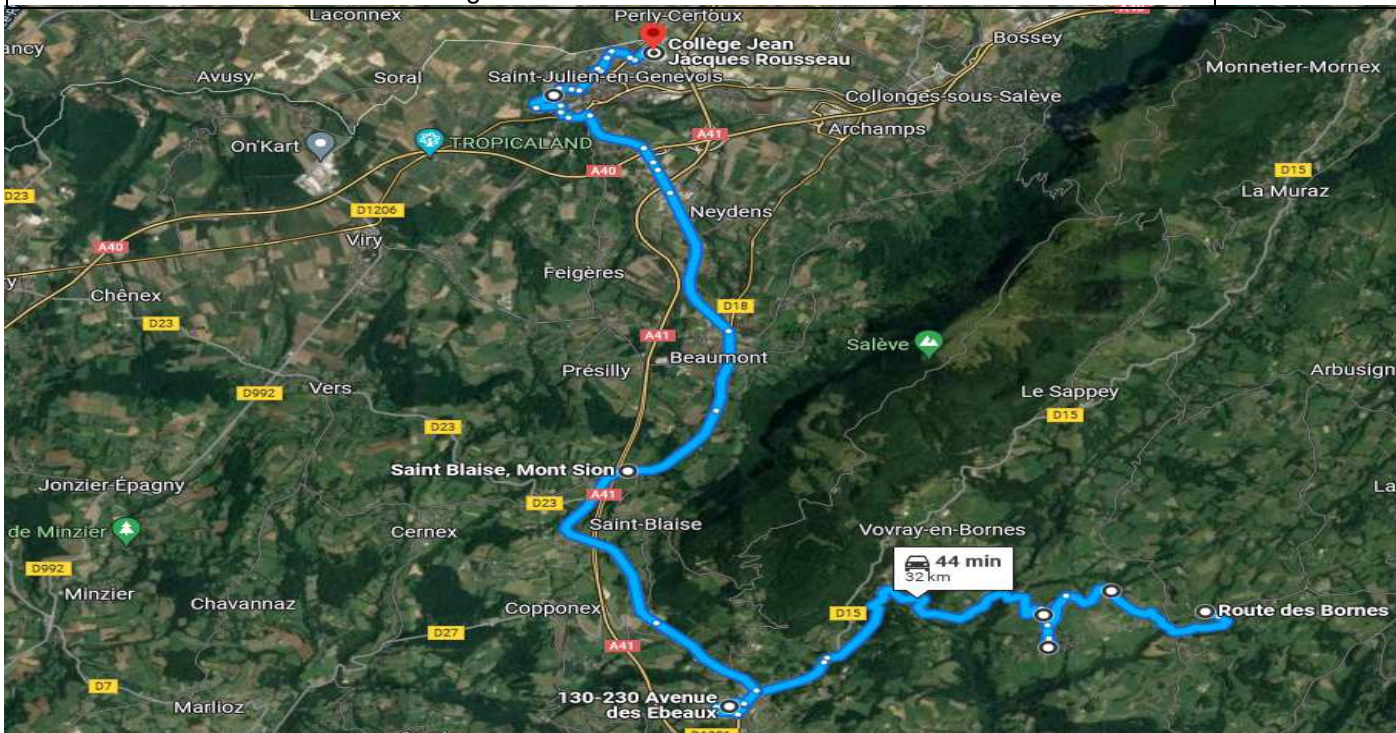 Laconnex
Perly-Certoux
Bossey
ancy
Avusy
Soral
Collège Jean
Jacques Rousseau
Monnetier-Mornex
Saint-Julien-en-Genevois
Collonges-sous-Salève
Archamps
On'Kart
TROPICALAND
A41
A40
D15
La Muraz
D23
D1206
Neydens
Viry
A40
Feigères
y
Chênex
D18
D23
A41
Beaumont
Salève
Présilly
Arbusign
Vers
D992
Le Sappey
D15
D23
Saint Blaise, Mont Sion
Jonzier-Épagny
A41
La
D23
Saint-Blaise
de Minzier
Cernex
Vovray-en-Bornes
D992
44 min
32 km
Minzier
Chavannaz
Copponex
D15
Route des Bornes
D27
A41
D7
130-230 Avenue
des Ébeaux
Marlioz